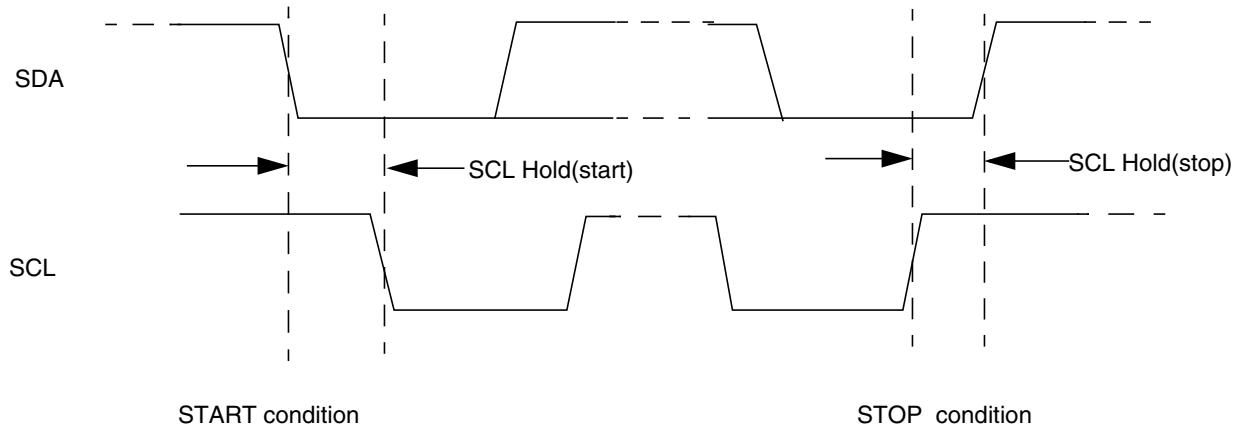 SDA
SCL Hold(start)
SCL Hold(stop)
SCL
START condition
STOP condition